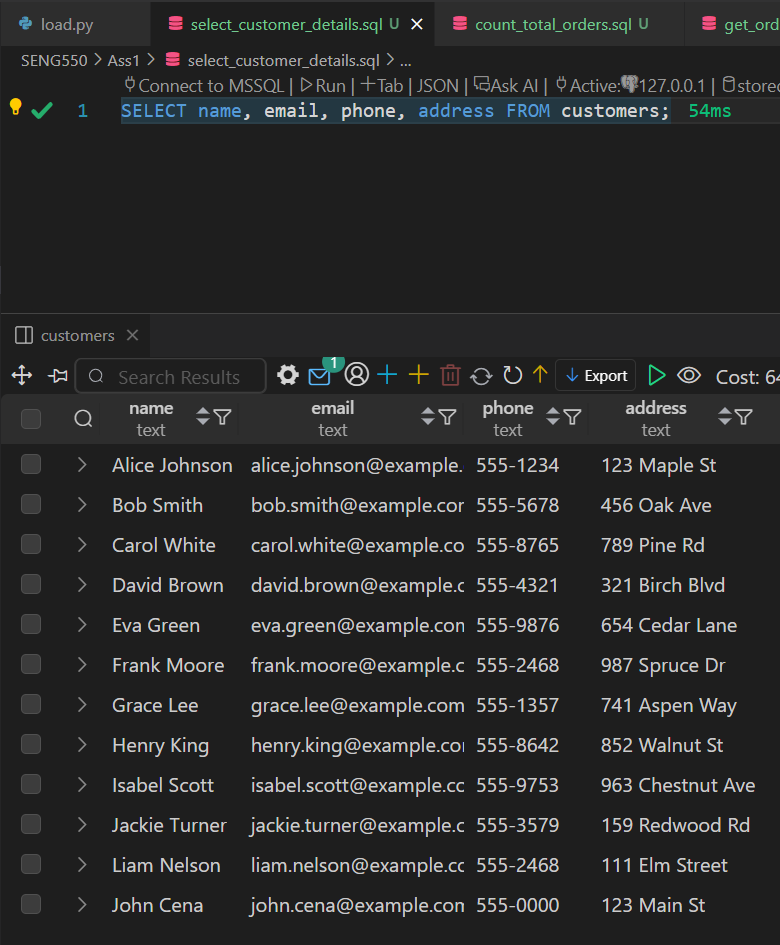 load.py select_customer_details.sql U count_total_orders.sql U get_ord
SENG550 > Ass1 > select_customer_details.sql > ...
Connect to MSSQL | Run | Tab | JSON | Ask AI | Active: 127.0.0.1 | store
1 SELECT name, email, phone, address FROM customers; 54ms
customers
1
Search Results Export Cost: 64
name email phone address
text text text text
Alice Johnson alice.johnson@example. 555-1234 123 Maple St
Bob Smith bob.smith@example.cor 555-5678 456 Oak Ave
Carol White carol.white@example.co 555-8765 789 Pine Rd
David Brown david.brown@example.c 555-4321 321 Birch Blvd
Eva Green eva.green@example.com 555-9876 654 Cedar Lane
Frank Moore frank.moore@example.c 555-2468 987 Spruce Dr
Grace Lee grace.lee@example.com 555-1357 741 Aspen Way
Henry King henry.king@example.coi 555-8642 852 Walnut St
Isabel Scott isabel.scott@example.cc 555-9753 963 Chestnut Ave
Jackie Turner jackie.turner@example.c 555-3579 159 Redwood Rd
Liam Nelson liam.nelson@example.cc 555-2468 111 Elm Street
John Cena john.cena@example.com 555-0000 123 Main St